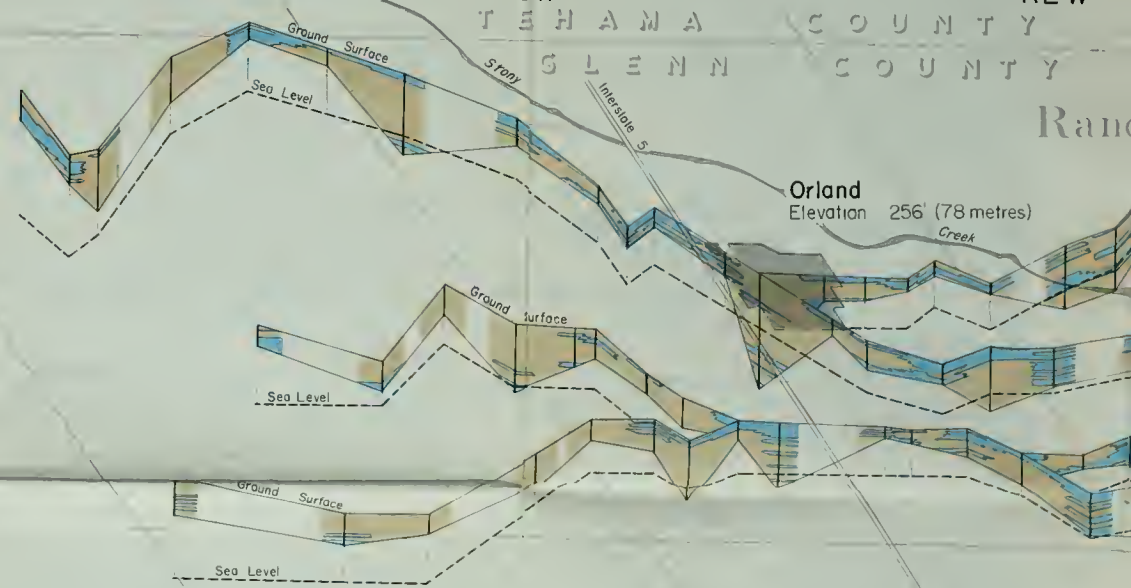 TEHAMA COUNTY
GLENN COUNTY
Ground Surface
Stony
Sea Level
Interstate 5
Orland
Elevation 256' (78 metres)
Creek
Ground Surface
Sea Level
Ground Surface
Sea Level